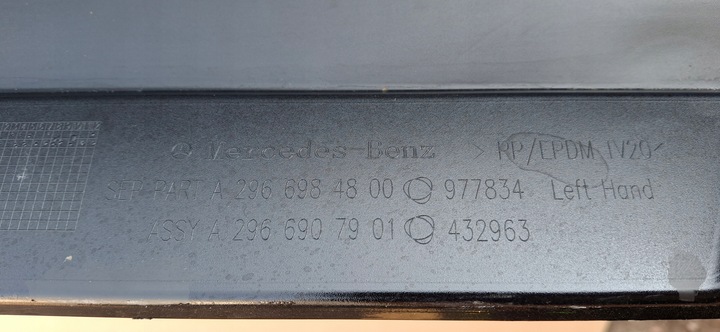 Mercedes-Benz >PP/EPDM TV20<
SEP-PART A 296 698 48 00 977834 Left Hand
ASSY A 296 690 79 01 432963